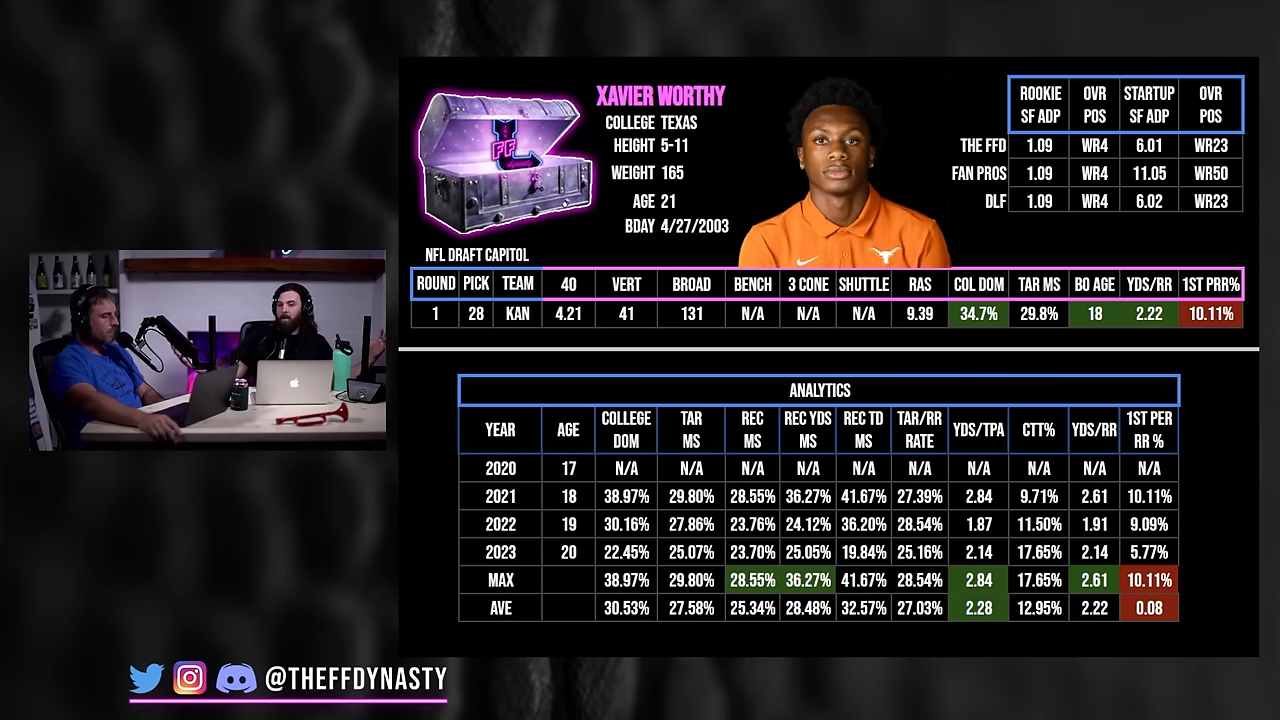 XAVIER WORTHY
COLLEGE TEXAS
HEIGHT 5-11
WEIGHT 165
AGE 21
BDAY 4/27/2003
FF
ROOKIE SF ADP OVR POS STARTUP SF ADP OVR POS
THE FFD 1.09 WR4 6.01 WR23
FAN PROS 1.09 WR4 11.05 WR50
DLF 1.09 WR4 6.02 WR23
NFL DRAFT CAPITOL
ROUND PICK TEAM 40 VERT BROAD BENCH 3 CONE SHUTTLE RAS COL DOM TAR MS BO AGE YDS/RR 1ST PRR%
1 28 KAN 4.21 41 131 N/A N/A N/A 9.39 34.7% 29.8% 18 2.22 10.11%
ANALYTICS
YEAR AGE COLLEGE DOM TAR MS REC MS REC YDS MS REC TD MS TAR/RR RATE YDS/TPA CTT% YDS/RR 1ST PER RR %
2020 17 N/A N/A N/A N/A N/A N/A N/A N/A N/A N/A
2021 18 38.97% 29.80% 28.55% 36.27% 41.67% 27.39% 2.84 9.71% 2.61 10.11%
2022 19 30.16% 27.86% 23.76% 24.12% 36.20% 28.54% 1.87 11.50% 1.91 9.09%
2023 20 22.45% 25.07% 23.70% 25.05% 19.84% 25.16% 2.14 17.65% 2.14 5.77%
MAX 38.97% 29.80% 28.55% 36.27% 41.67% 28.54% 2.84 17.65% 2.61 10.11%
AVE 30.53% 27.58% 25.34% 28.48% 32.57% 27.03% 2.28 12.95% 2.22 0.08
@THEFFDYNASTY